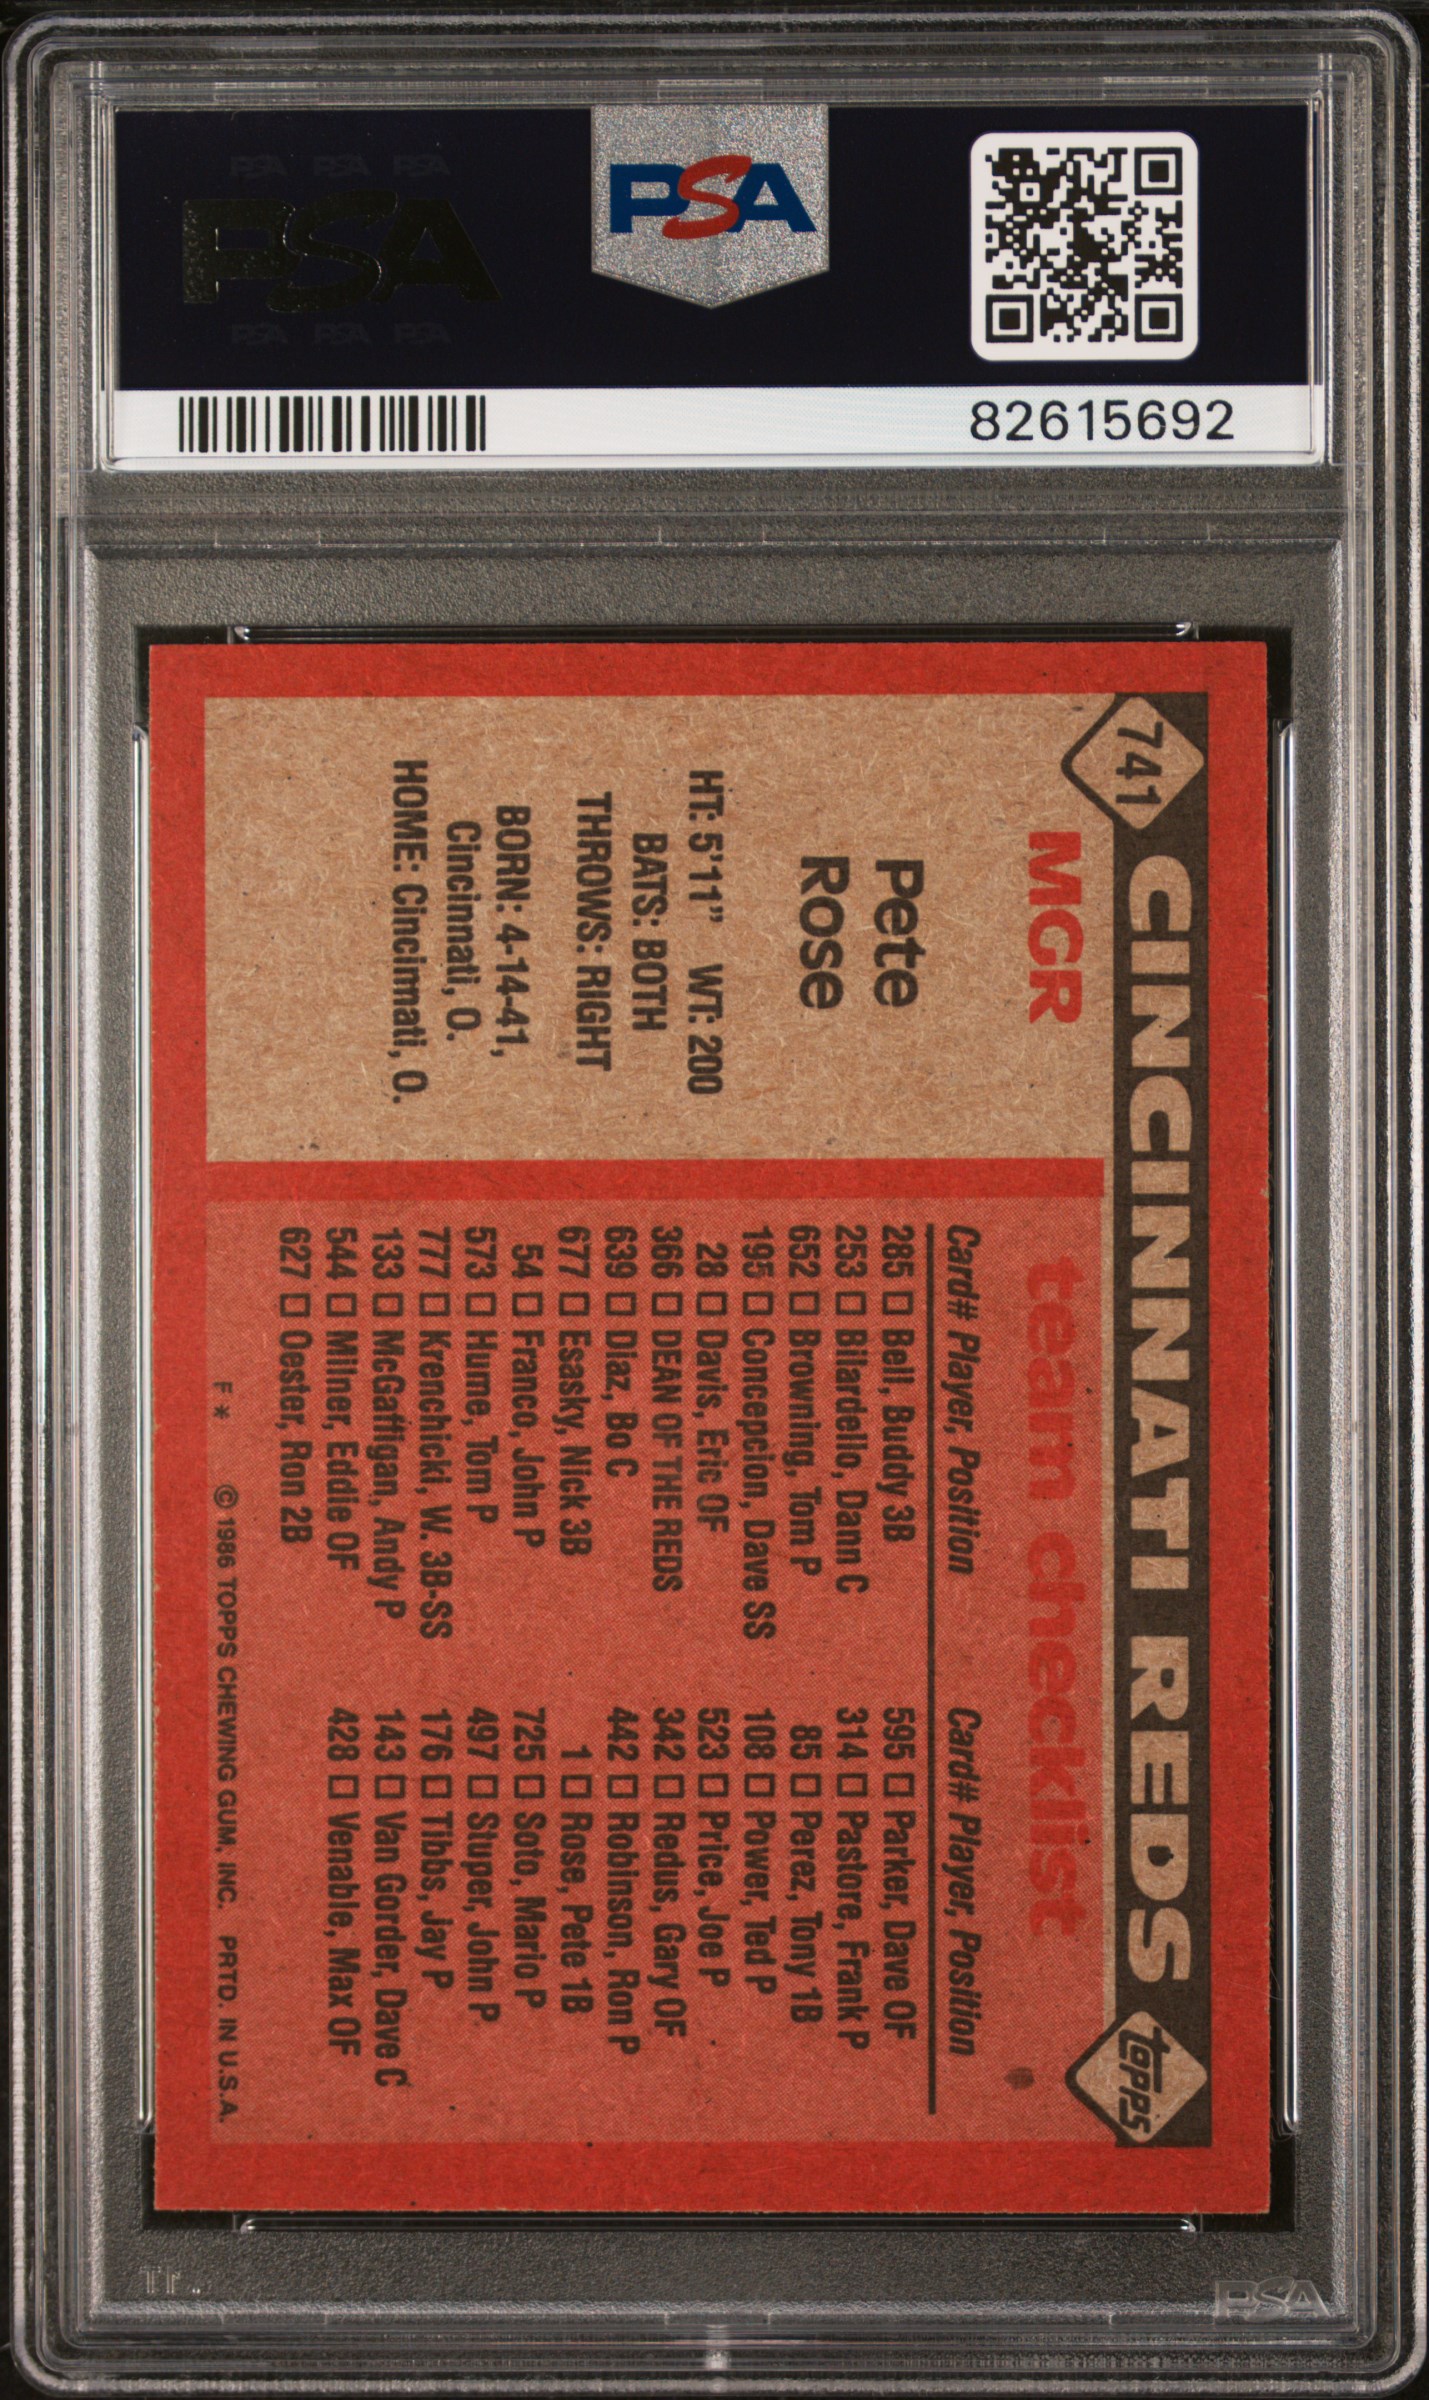 PSA PSA PSA
PSA
PSA PSA PSA
PSA
82615692
741 CINCINNATI REDS topps
MGR
Pete
Rose
HT: 5'11" WT: 200
BATS: BOTH
THROWS: RIGHT
BORN: 4-14-41,
Cincinnati, O.
HOME: Cincinnati, O.
team checklist
Card# Player, Position
285 □ Bell, Buddy 3B
253 □ Bilardello, Dann C
652 □ Browning, Tom P
195 □ Concepcion, Dave SS
28 □ Davis, Eric OF
366 □ DEAN OF THE REDS
639 □ Diaz, Bo C
677 □ Esasky, Nick 3B
54 □ Franco, John P
573 □ Hume, Tom P
777 □ Krenchicki, W. 3B-SS
133 □ McGaffigan, Andy P
544 □ Milner, Eddie OF
627 □ Oester, Ron 2B
Card# Player, Position
595 □ Parker, Dave OF
314 □ Pastore, Frank P
85 □ Perez, Tony 1B
108 □ Power, Ted P
523 □ Price, Joe P
342 □ Redus, Gary OF
442 □ Robinson, Ron P
1 □ Rose, Pete 1B
725 □ Soto, Mario P
497 □ Stuper, John P
176 □ Tibbs, Jay P
143 □ Van Gorder, Dave C
428 □ Venable, Max OF
F* © 1986 TOPPS CHEWING GUM, INC. PRTD. IN U.S.A.
PSA